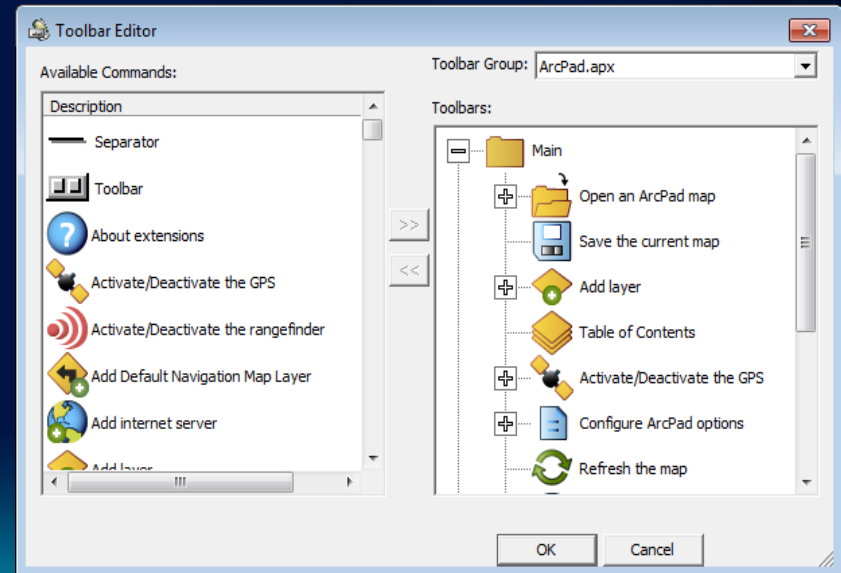 Toolbar Editor
Available Commands:
Description
Separator
Toolbar
About extensions
Activate/Deactivate the GPS
Activate/Deactivate the rangefinder
Add Default Navigation Map Layer
Add internet server
Add layer
>>
<<
Toolbar Group: ArcPad.apx
Toolbars:
Main
Open an ArcPad map
Save the current map
Add layer
Table of Contents
Activate/Deactivate the GPS
Configure ArcPad options
Refresh the map
OK Cancel